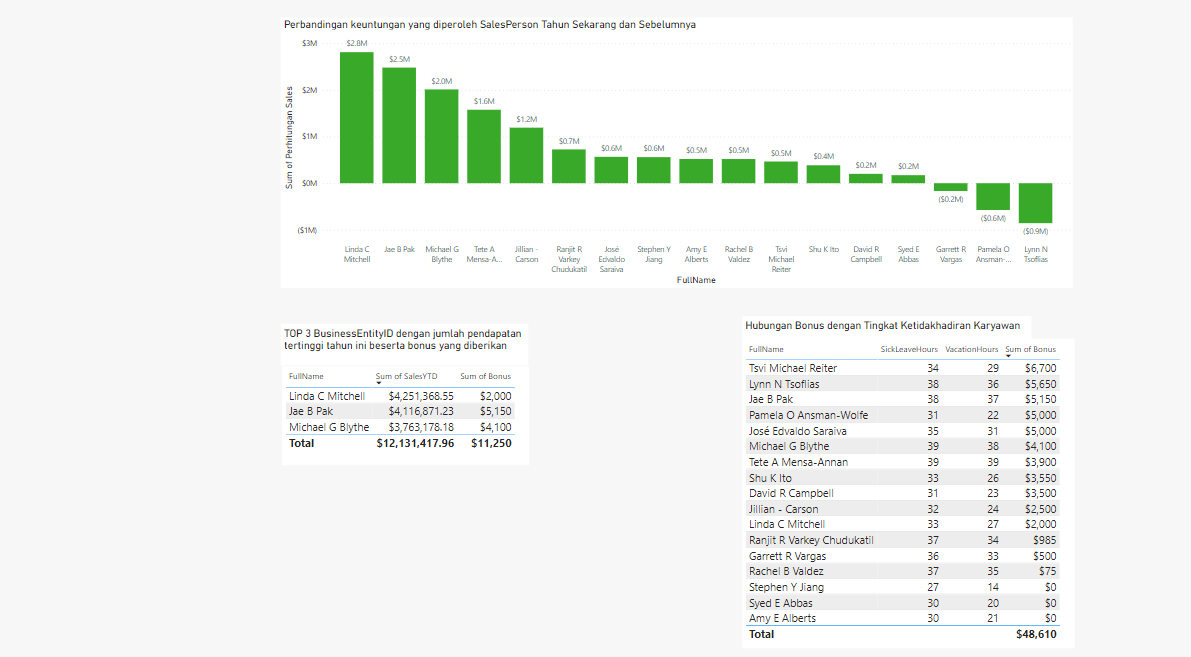 Perbandingan keuntungan yang diperoleh SalesPerson Tahun Sekarang dan Sebelumnya
Sum of Perhitungan Sales
$3M
$2M
$1M
$0M
($1M)
$2.8M
$2.5M
$2.0M
$1.6M
$1.2M
$0.7M
$0.6M
$0.6M
$0.5M
$0.5M
$0.5M
$0.4M
$0.2M
$0.2M
($0.2M)
($0.6M)
($0.9M)
Linda C
Mitchell
Jae B Pak
Michael G
Blythe
Tete A
Mensa-A...
Jillian -
Carson
Ranjit R
Varkey
Chudukatil
José
Edvaldo
Saraiva
Stephen Y
Jiang
Amy E
Alberts
Rachel B
Valdez
Tsvi
Michael
Reiter
Shu K Ito
David R
Campbell
Syed E
Abbas
Garrett R
Vargas
Pamela O
Ansman-...
Lynn N
Tsoflias
FullName
TOP 3 BusinessEntityID dengan jumlah pendapatan
tertinggi tahun ini beserta bonus yang diberikan
FullName Sum of SalesYTD Sum of Bonus
Linda C Mitchell $4,251,368.55 $2,000
Jae B Pak $4,116,871.23 $5,150
Michael G Blythe $3,763,178.18 $4,100
Total $12,131,417.96 $11,250
Hubungan Bonus dengan Tingkat Ketidakhadiran Karyawan
FullName SickLeaveHours VacationHours Sum of Bonus
Tsvi Michael Reiter 34 29 $6,700
Lynn N Tsoflias 38 36 $5,650
Jae B Pak 38 37 $5,150
Pamela O Ansman-Wolfe 31 22 $5,000
José Edvaldo Saraiva 35 31 $5,000
Michael G Blythe 39 38 $4,100
Tete A Mensa-Annan 39 39 $3,900
Shu K Ito 33 26 $3,550
David R Campbell 31 23 $3,500
Jillian - Carson 32 24 $2,500
Linda C Mitchell 33 27 $2,000
Ranjit R Varkey Chudukatil 37 34 $985
Garrett R Vargas 36 33 $500
Rachel B Valdez 37 35 $75
Stephen Y Jiang 27 14 $0
Syed E Abbas 30 20 $0
Amy E Alberts 30 21 $0
Total $48,610